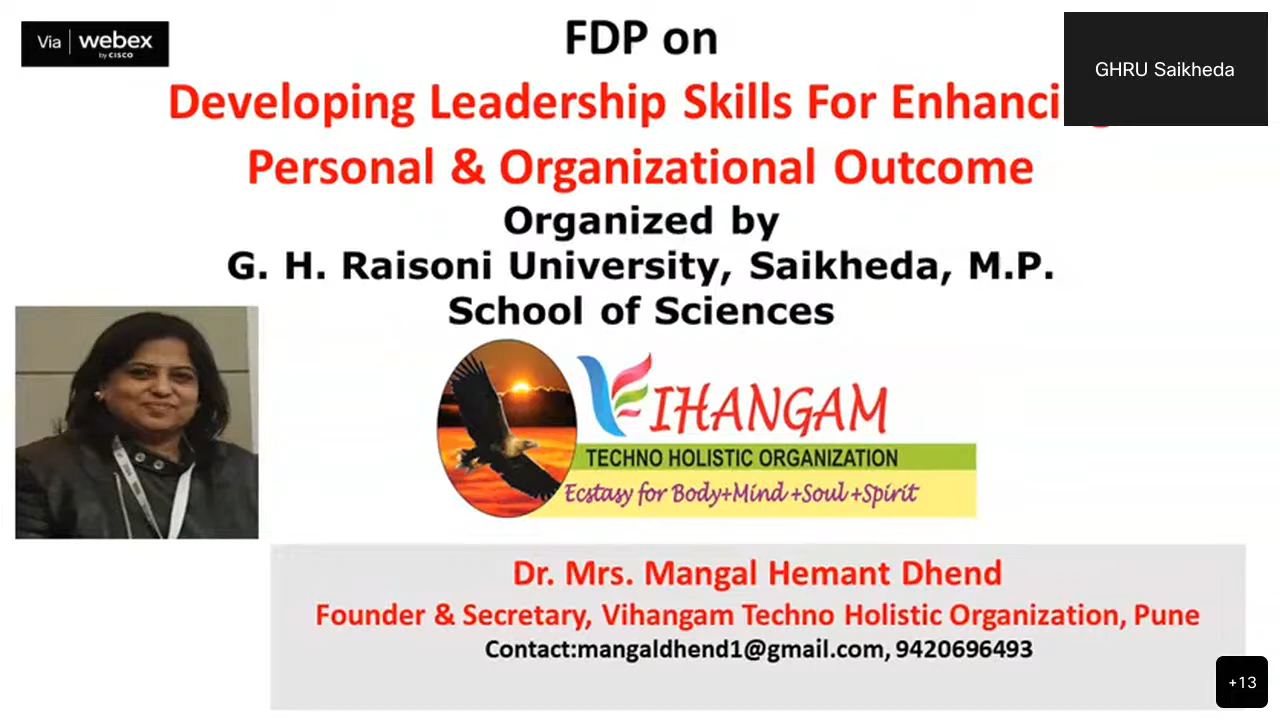 Via webex
by CISCO
GHRU Saikheda
FDP on
Developing Leadership Skills For
Personal & Organizational Outcome
Organized by
G. H. Raisoni University, Saikheda, M.P.
School of Sciences
VIHANGAM
TECHNO HOLISTIC ORGANIZATION
Ecstasy for Body+Mind +Soul +Spirit
Dr. Mrs. Mangal Hemant Dhend
Founder & Secretary, Vihangam Techno Holistic Organization, Pune
Contact:mangaldhend1@gmail.com, 9420696493
+13